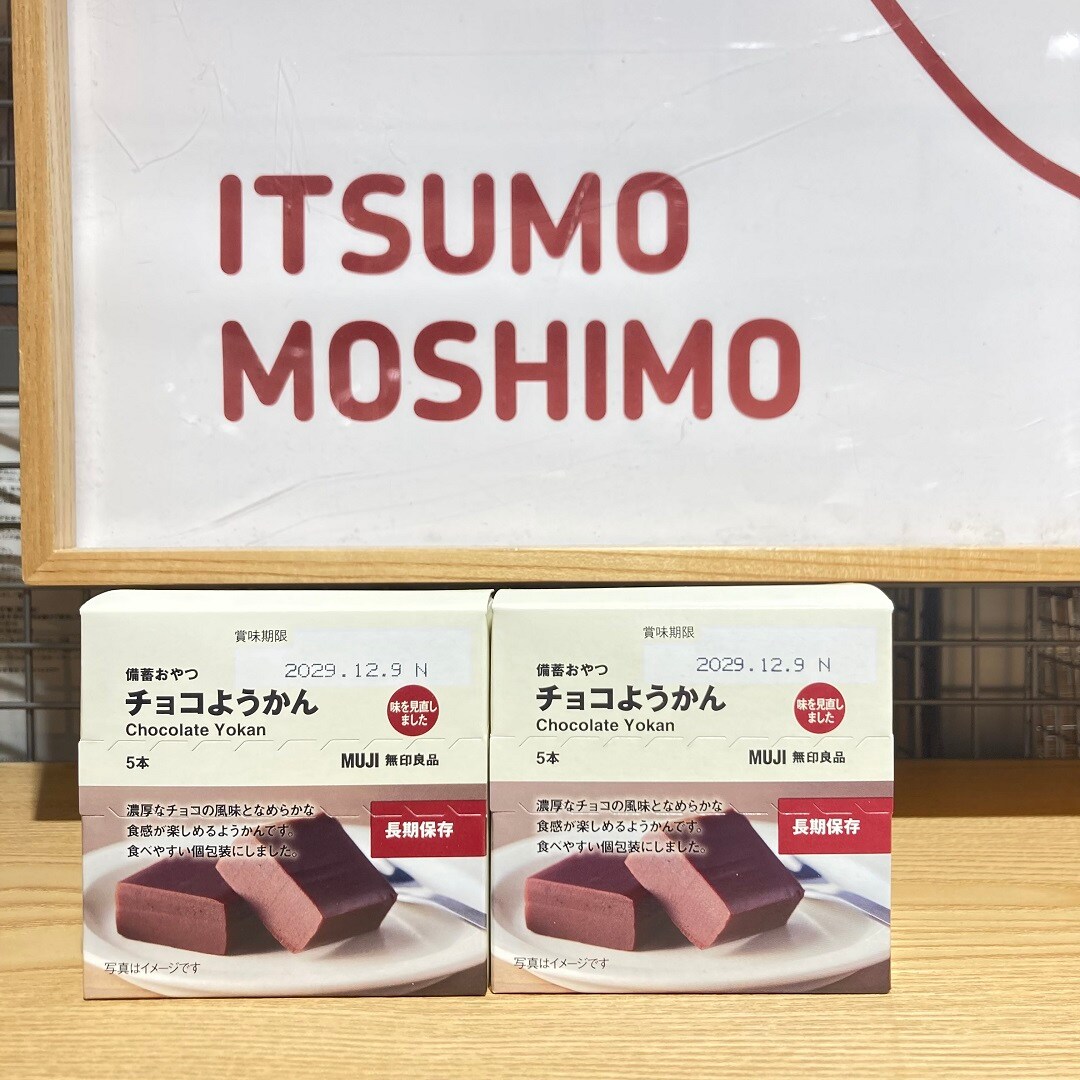 ITSUMO
MOSHIMO
賞味期限
2029.12.9 N
備蓄おやつ
チョコようかん
Chocolate Yokan
味を見直し
ました
5本
MUJI 無印良品
濃厚なチョコの風味となめらかな
食感が楽しめるようかんです。
食べやすい個包装にしました。
長期保存
写真はイメージです
賞味期限
2029.12.9 N
備蓄おやつ
チョコようかん
Chocolate Yokan
味を見直し
ました
5本
MUJI 無印良品
濃厚なチョコの風味となめらかな
食感が楽しめるようかんです。
食べやすい個包装にしました。
長期保存
写真はイメージです